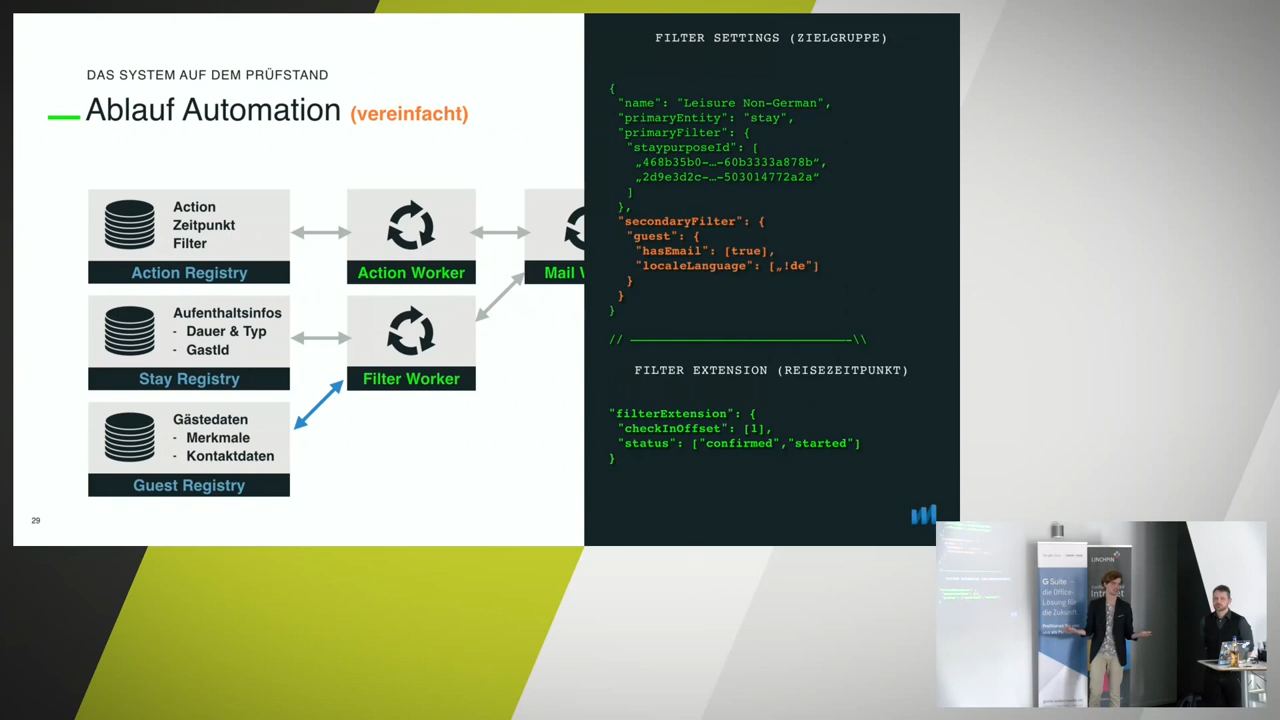 DAS SYSTEM AUF DEM PRÜFSTAND
Ablauf Automation (vereinfacht)
Action
Zeitpunkt
Filter
Action Registry
Action Worker
Mail W
Aufenthaltsinfos
- Dauer & Typ
- GastId
Stay Registry
Filter Worker
Gästedaten
- Merkmale
- Kontaktdaten
Guest Registry
29
FILTER SETTINGS (ZIELGRUPPE)
{
"name": "Leisure Non-German",
"primaryEntity": "stay",
"primaryFilter": {
"staypurposeId": [
„468b35b0-…-60b3333a878b“,
„2d9e3d2c-…-503014772a2a“
]
},
"secondaryFilter": {
"guest": {
"hasEmail": [true],
"localeLanguage": [„!de"]
}
}
}
// ———————————————————————————————-\\
FILTER EXTENSION (REISEZEITPUNKT)
"filterExtension": {
"checkInOffset": [1],
"status": ["confirmed","started"]
}
LINCHPIN
G Suite –
die Office-
Lösung für
die Zukunft.